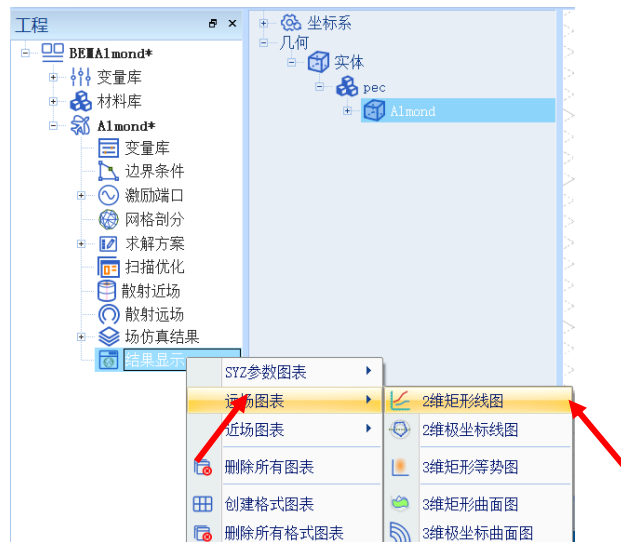 工程
BEMAlmond*
变量库
材料库
Almond*
变量库
边界条件
激励端口
网格剖分
求解方案
扫描优化
散射近场
散射远场
场仿真结果
结果显示
坐标系
几何
实体
pec
Almond
SYZ参数图表
远场图表
近场图表
删除所有图表
创建格式图表
删除所有格式图表
2维矩形线图
2维极坐标线图
3维矩形等势图
3维矩形曲面图
3维极坐标曲面图